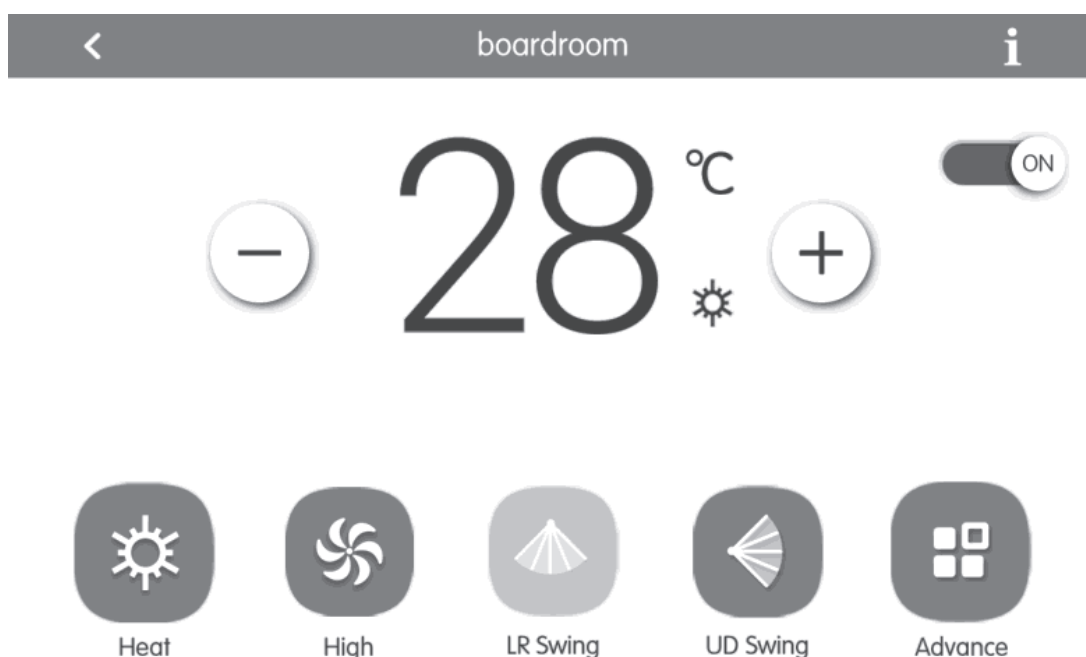 boardroom
i
28 °C
ON
Heat
High
LR Swing
UD Swing
Advance